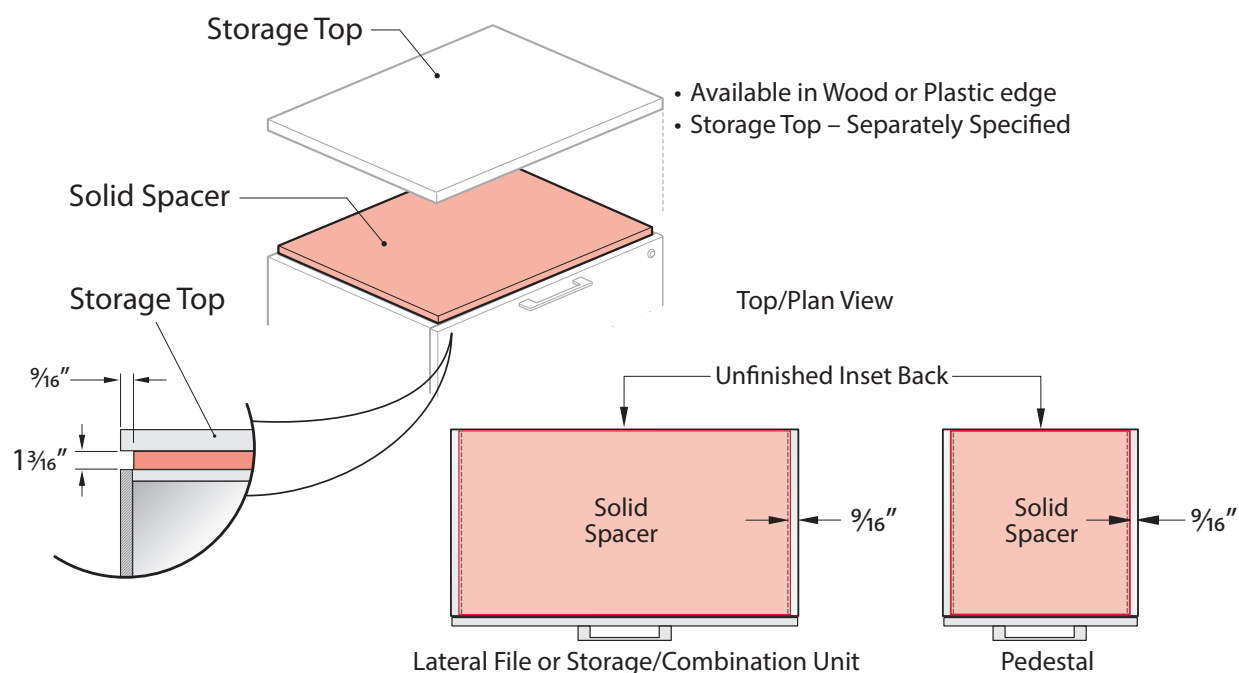 Storage Top
• Available in Wood or Plastic edge
• Storage Top – Separately Specified
Solid Spacer
Storage Top
Top/Plan View
9⁄16″
Unfinished Inset Back
1 3⁄16″
Solid
Spacer
9⁄16″
Solid
Spacer
9⁄16″
Lateral File or Storage/Combination Unit
Pedestal